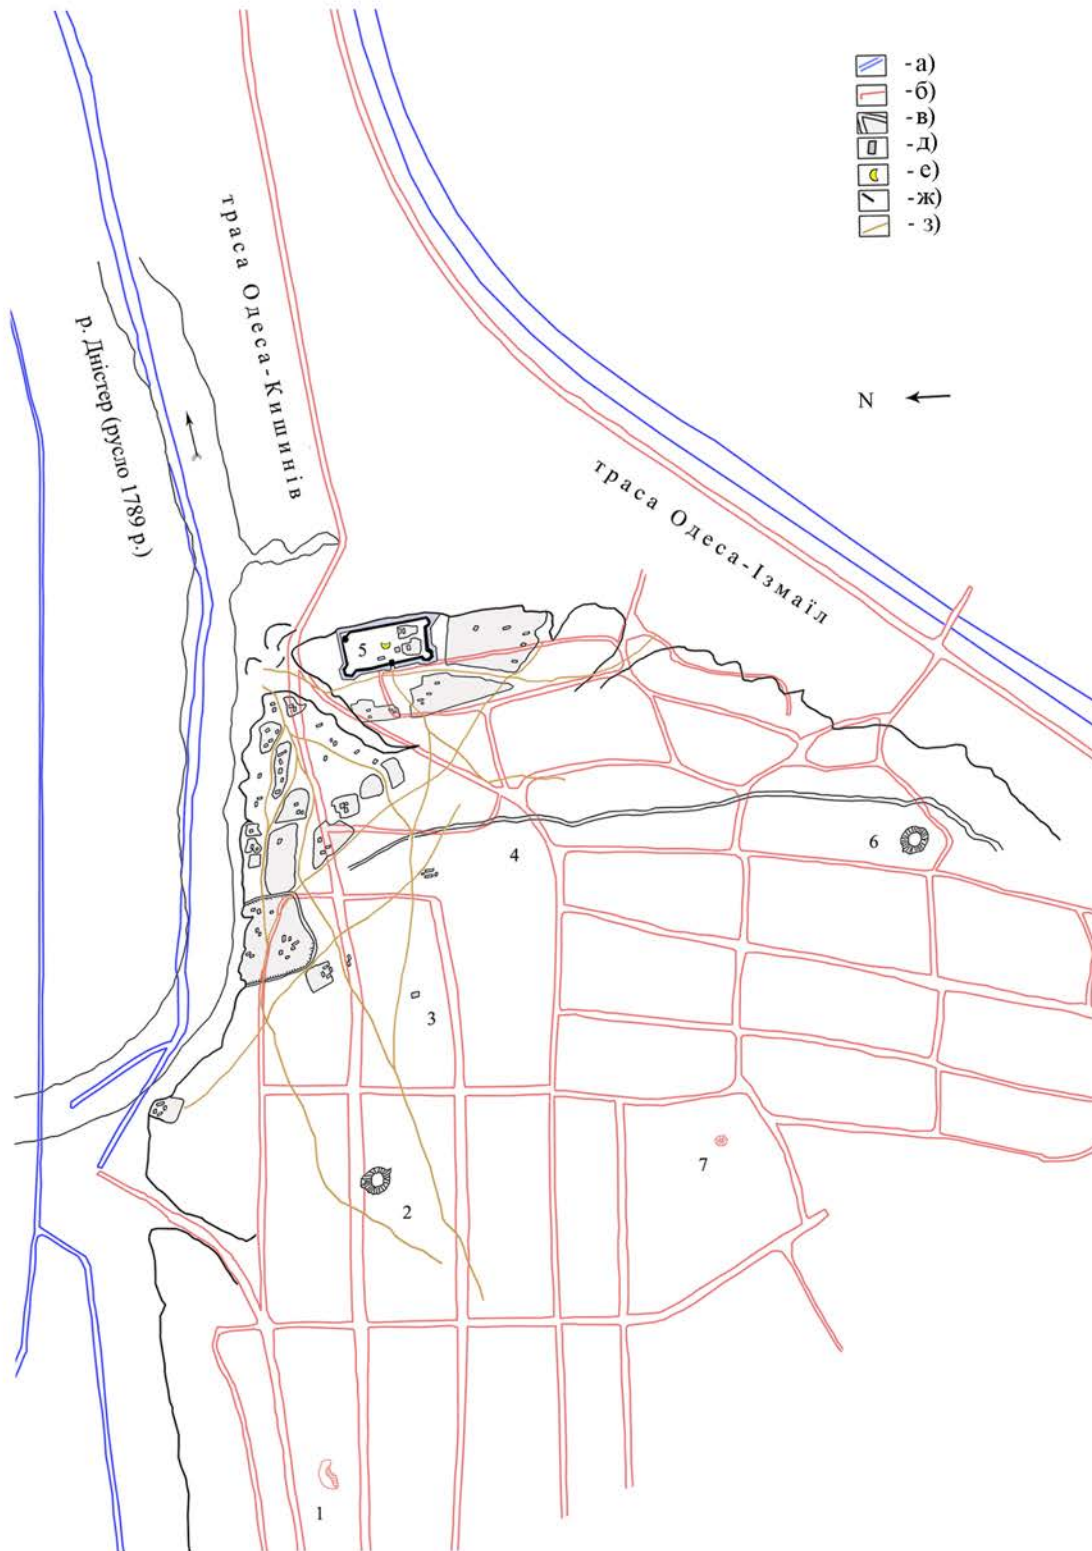 - а)
- б)
- в)
- д)
- е)
- ж)
- з)
траса Одеса-Кишинів
р. Дністер (русло 1789 р.)
N
траса Одеса-Ізмаїл
5
6
4
3
7
2
1